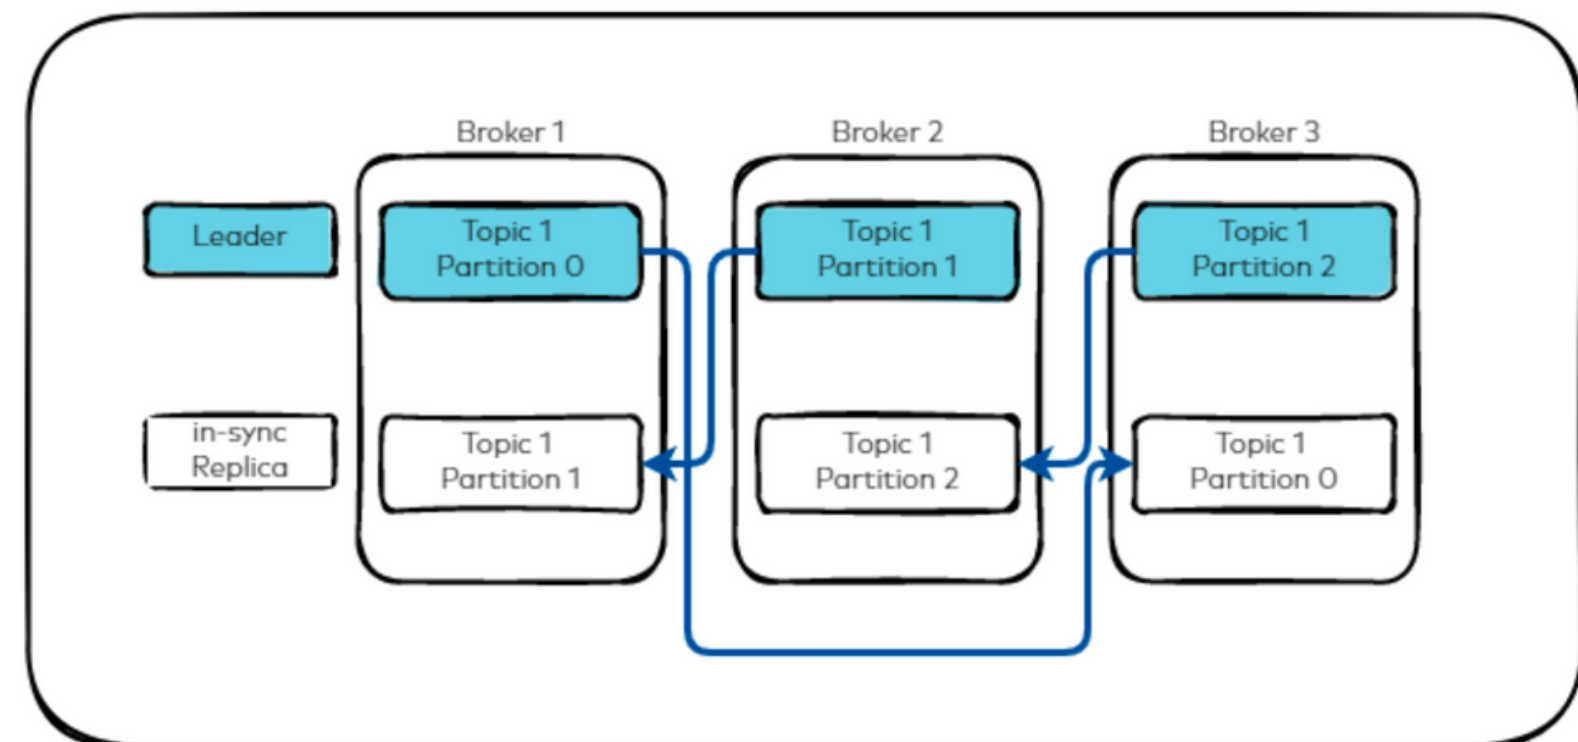 Broker 1
Broker 2
Broker 3
Leader
Topic 1
Partition 0
Topic 1
Partition 1
Topic 1
Partition 2
in-sync
Replica
Topic 1
Partition 1
Topic 1
Partition 2
Topic 1
Partition 0